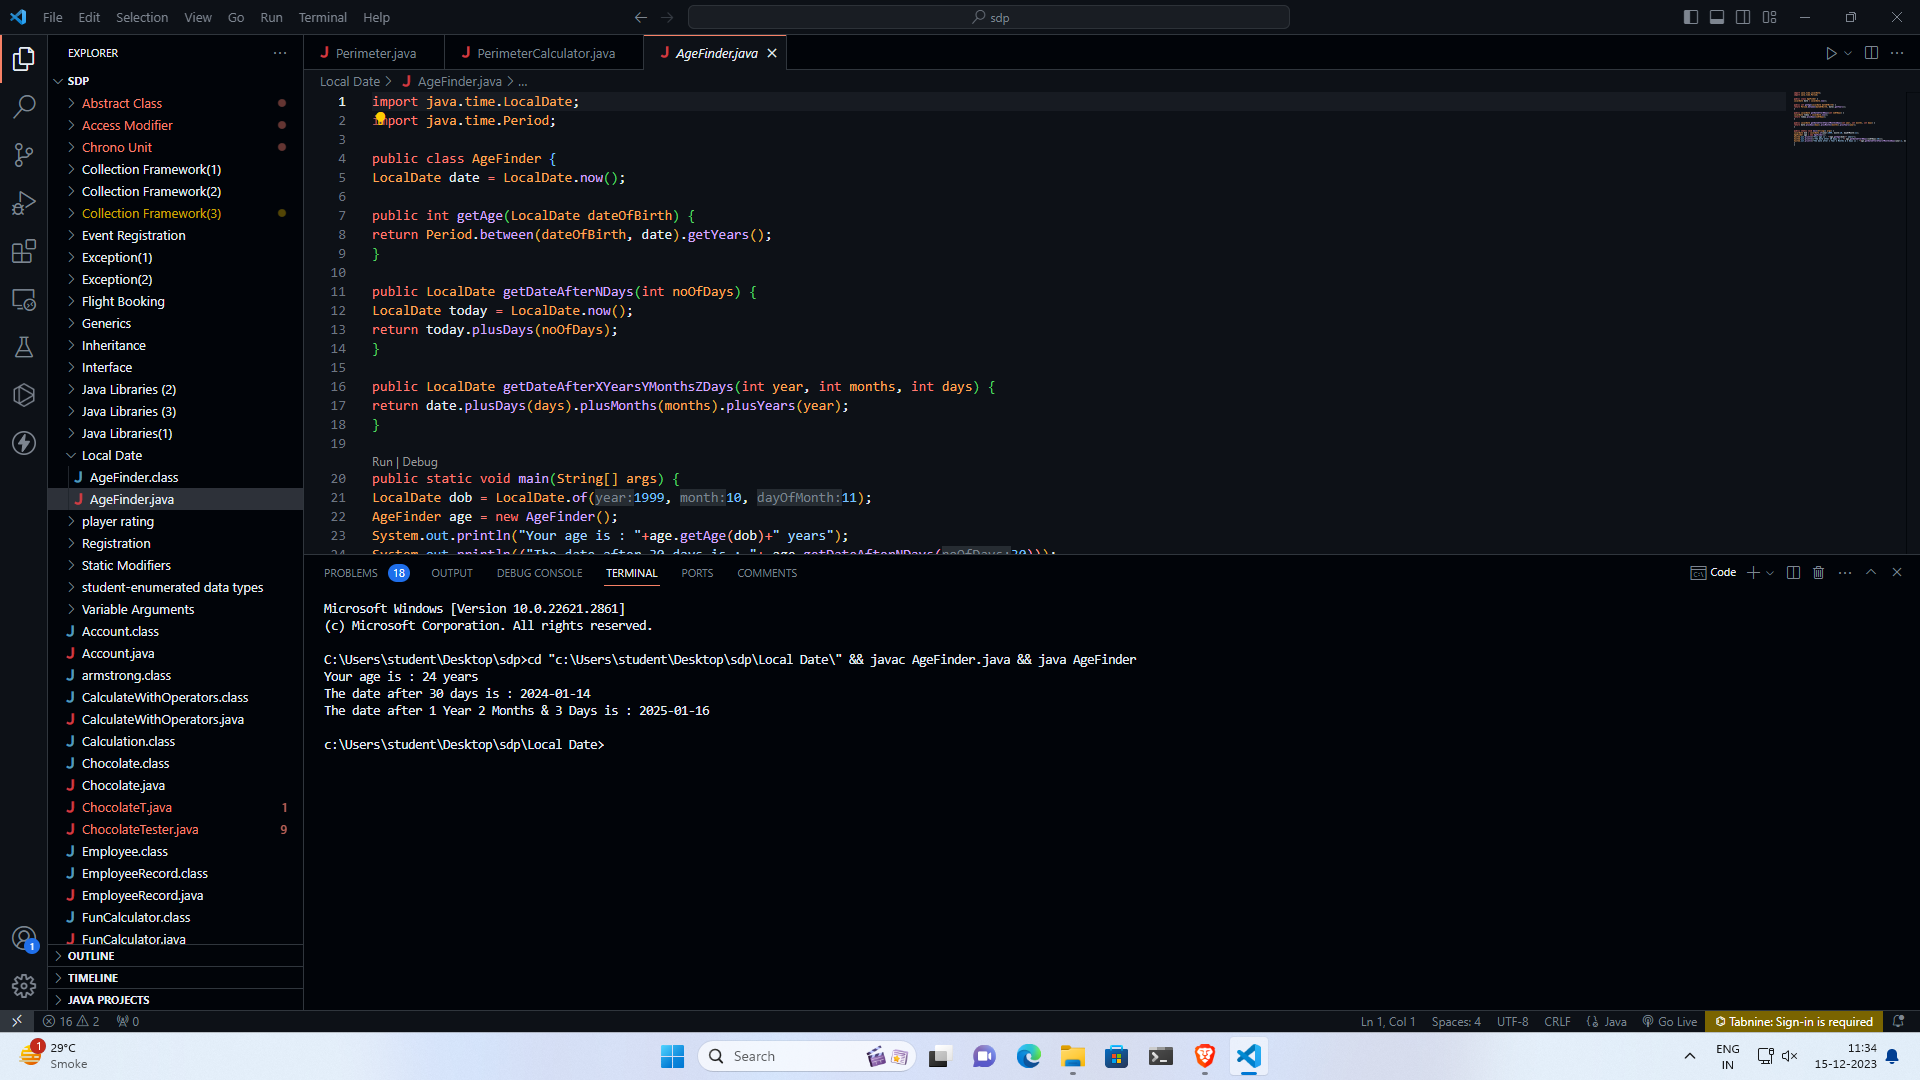 File Edit Selection View Go Run Terminal Help
sdp
EXPLORER
SDP
Abstract Class
Access Modifier
Chrono Unit
Collection Framework(1)
Collection Framework(2)
Collection Framework(3)
Event Registration
Exception(1)
Exception(2)
Flight Booking
Generics
Inheritance
Interface
Java Libraries (2)
Java Libraries (3)
Java Libraries(1)
Local Date
AgeFinder.class
AgeFinder.java
player rating
Registration
Static Modifiers
student-enumerated data types
Variable Arguments
Account.class
Account.java
armstrong.class
CalculateWithOperators.class
CalculateWithOperators.java
Calculation.class
Chocolate.class
Chocolate.java
ChocolateT.java 1
ChocolateTester.java 9
Employee.class
EmployeeRecord.class
EmployeeRecord.java
FunCalculator.class
FunCalculator.java
OUTLINE
TIMELINE
JAVA PROJECTS
1
Perimeter.java PerimeterCalculator.java AgeFinder.java
Local Date > AgeFinder.java > ...
1 import java.time.LocalDate;
2 import java.time.Period;
3
4 public class AgeFinder {
5 LocalDate date = LocalDate.now();
6
7 public int getAge(LocalDate dateOfBirth) {
8 return Period.between(dateOfBirth, date).getYears();
9 }
10
11 public LocalDate getDateAfterNDays(int noOfDays) {
12 LocalDate today = LocalDate.now();
13 return today.plusDays(noOfDays);
14 }
15
16 public LocalDate getDateAfterXYearsYMonthsZDays(int year, int months, int days) {
17 return date.plusDays(days).plusMonths(months).plusYears(year);
18 }
19
Run | Debug
20 public static void main(String[] args) {
21 LocalDate dob = LocalDate.of(year:1999, month:10, dayOfMonth:11);
22 AgeFinder age = new AgeFinder();
23 System.out.println("Your age is : "+age.getAge(dob)+" years");
24 System.out.println(("The date after 30 days is : "+ age.getDateAfterNDays(noOfDays:30)));
PROBLEMS 18 OUTPUT DEBUG CONSOLE TERMINAL PORTS COMMENTS
Code
Microsoft Windows [Version 10.0.22621.2861]
(c) Microsoft Corporation. All rights reserved.
C:\Users\student\Desktop\sdp>cd "c:\Users\student\Desktop\sdp\Local Date\" && javac AgeFinder.java && java AgeFinder
Your age is : 24 years
The date after 30 days is : 2024-01-14
The date after 1 Year 2 Months & 3 Days is : 2025-01-16
c:\Users\student\Desktop\sdp\Local Date>
16 2 0
Ln 1, Col 1 Spaces: 4 UTF-8 CRLF Java Go Live Tabnine: Sign-in is required
1
29°C
Smoke
Search
ENG
IN
11:34
15-12-2023